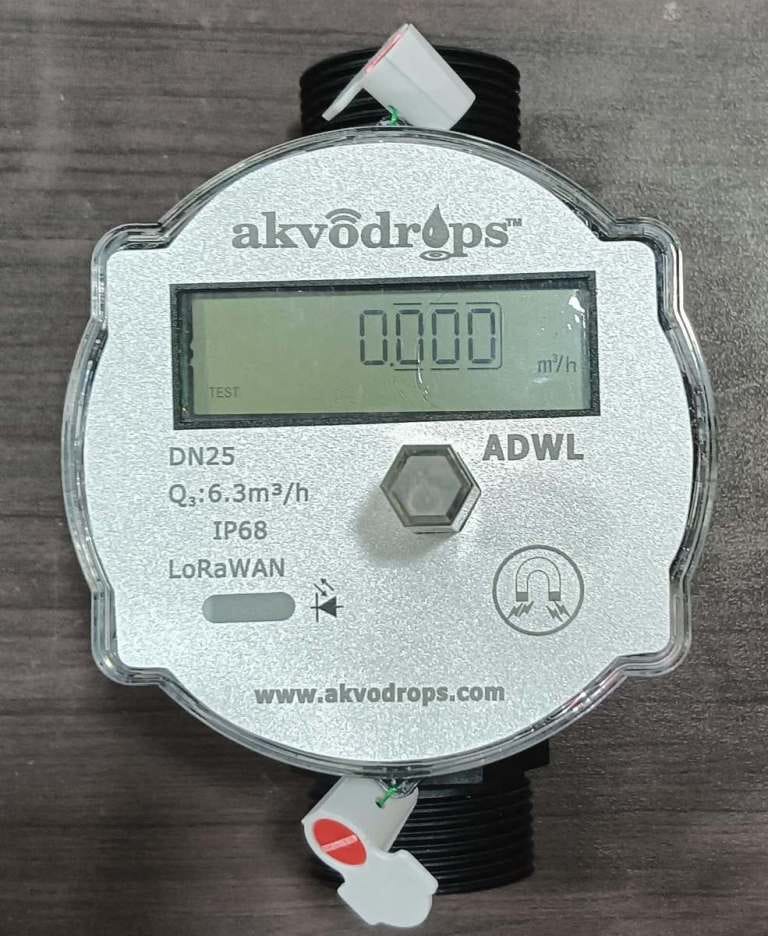 akvodrops™
0.000
m³/h
TEST
DN25
ADWL
Q₃:6.3m³/h
IP68
LoRaWAN
www.akvodrops.com